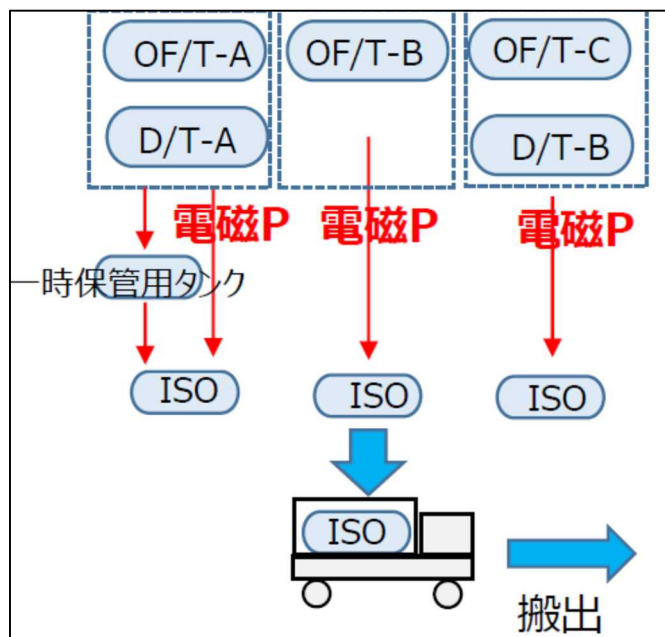 OF/T-A
OF/T-B
OF/T-C
D/T-A
D/T-B
電磁P
電磁P
電磁P
一時保管用タンク
ISO
ISO
ISO
ISO
搬出